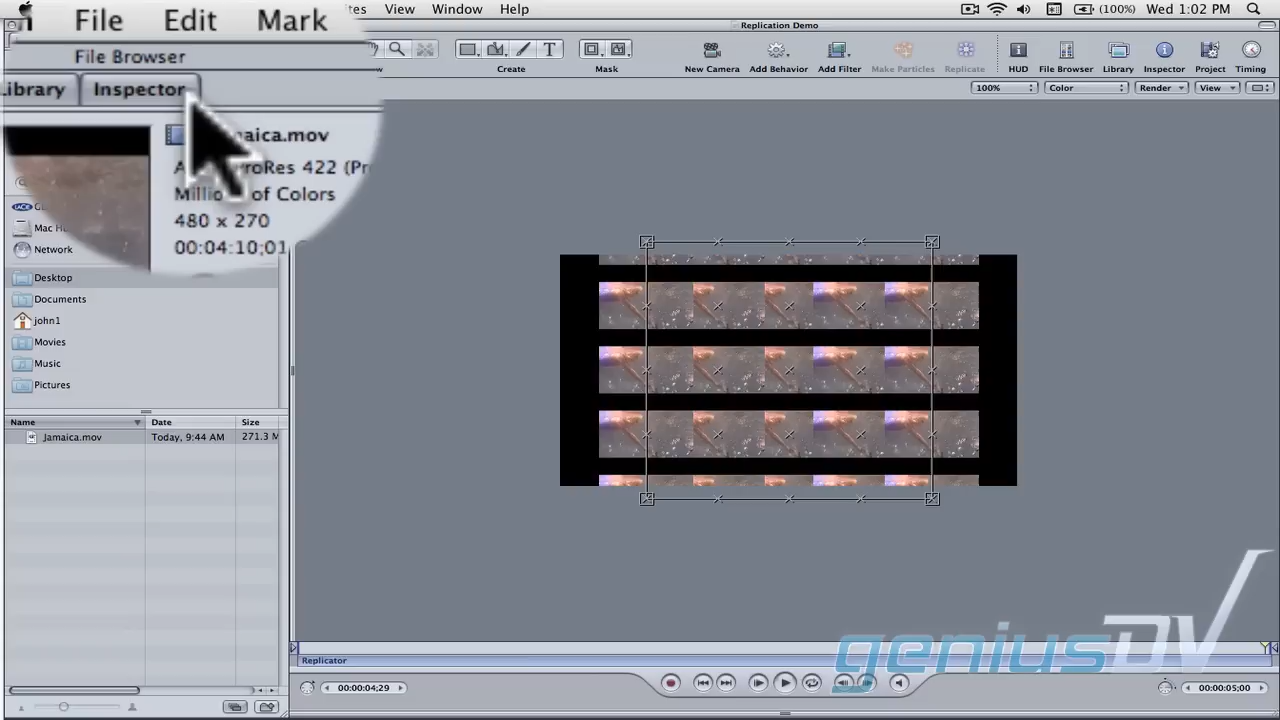 File Edit Mark
View Window Help
(100%) Wed 1:02 PM
Replication Demo
File Browser
Library Inspector
Create
Mask
New Camera Add Behavior Add Filter Make Particles Replicate
HUD File Browser Library Inspector Project Timing
100% Color Render View
maica.mov
ProRes 422 (Pr
of Colors
480 x 270
00:04:10;01
Mac H
Network
Desktop
Documents
john1
Movies
Music
Pictures
Name Date Size
Jamaica.mov Today, 9:44 AM 271.3 M
geniusDV
Replicator
00:00:04;29
00:00:05;00